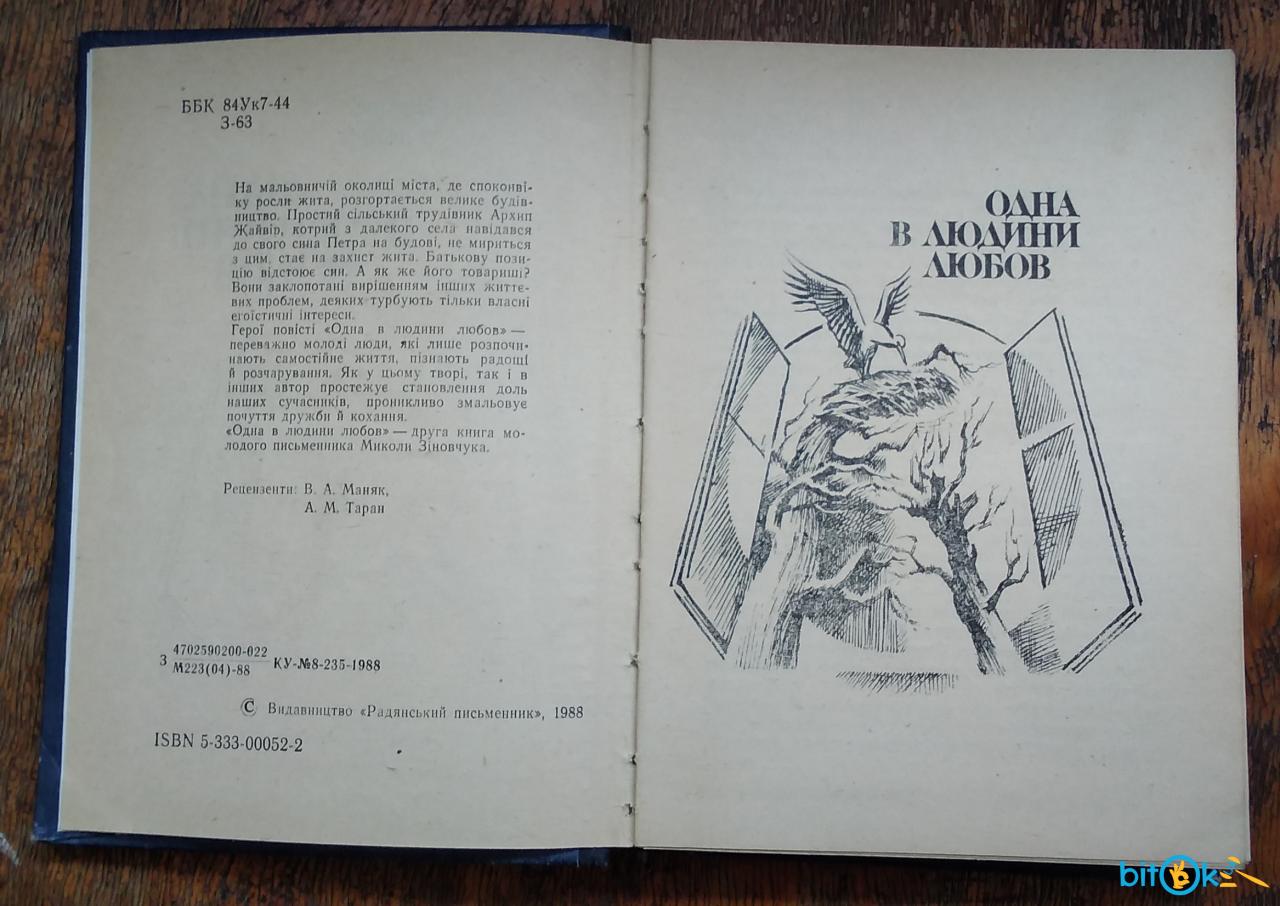 ББК 84Ук7-44
З-63
На мальовничій околиці міста, де споконві-
ку росли жита, розгортається велике будів-
ництво. Простий сільський трудівник Архип
Жайвір, котрий з далекого села навідався
до свого сина Петра на будові, не мириться
з цим, стає на захист жита. Батькову пози-
цію відстоює син. А як же його товариші?
Вони заклопотані вирішенням інших життє-
вих проблем, деяких турбують тільки власні
егоїстичні інтереси.
Герої повісті «Одна в людини любов» —
переважно молоді люди, які лише розпочи-
нають самостійне життя, пізнають радощі
й розчарування. Як у цьому творі, так і в
інших автор простежує становлення доль
наших сучасників, проникливо змальовує
почуття дружби й кохання.
«Одна в людини любов» — друга книга мо-
лодого письменника Миколи Зіновчука.
Рецензенти: В. А. Маняк,
А. М. Таран
З 4702590200-022
М223(04)-88 КУ-№8-235-1988
© Видавництво «Радянський письменник», 1988
ISBN 5-333-00052-2
ОДНА
В ЛЮДИНИ
ЛЮБОВ
bitOk